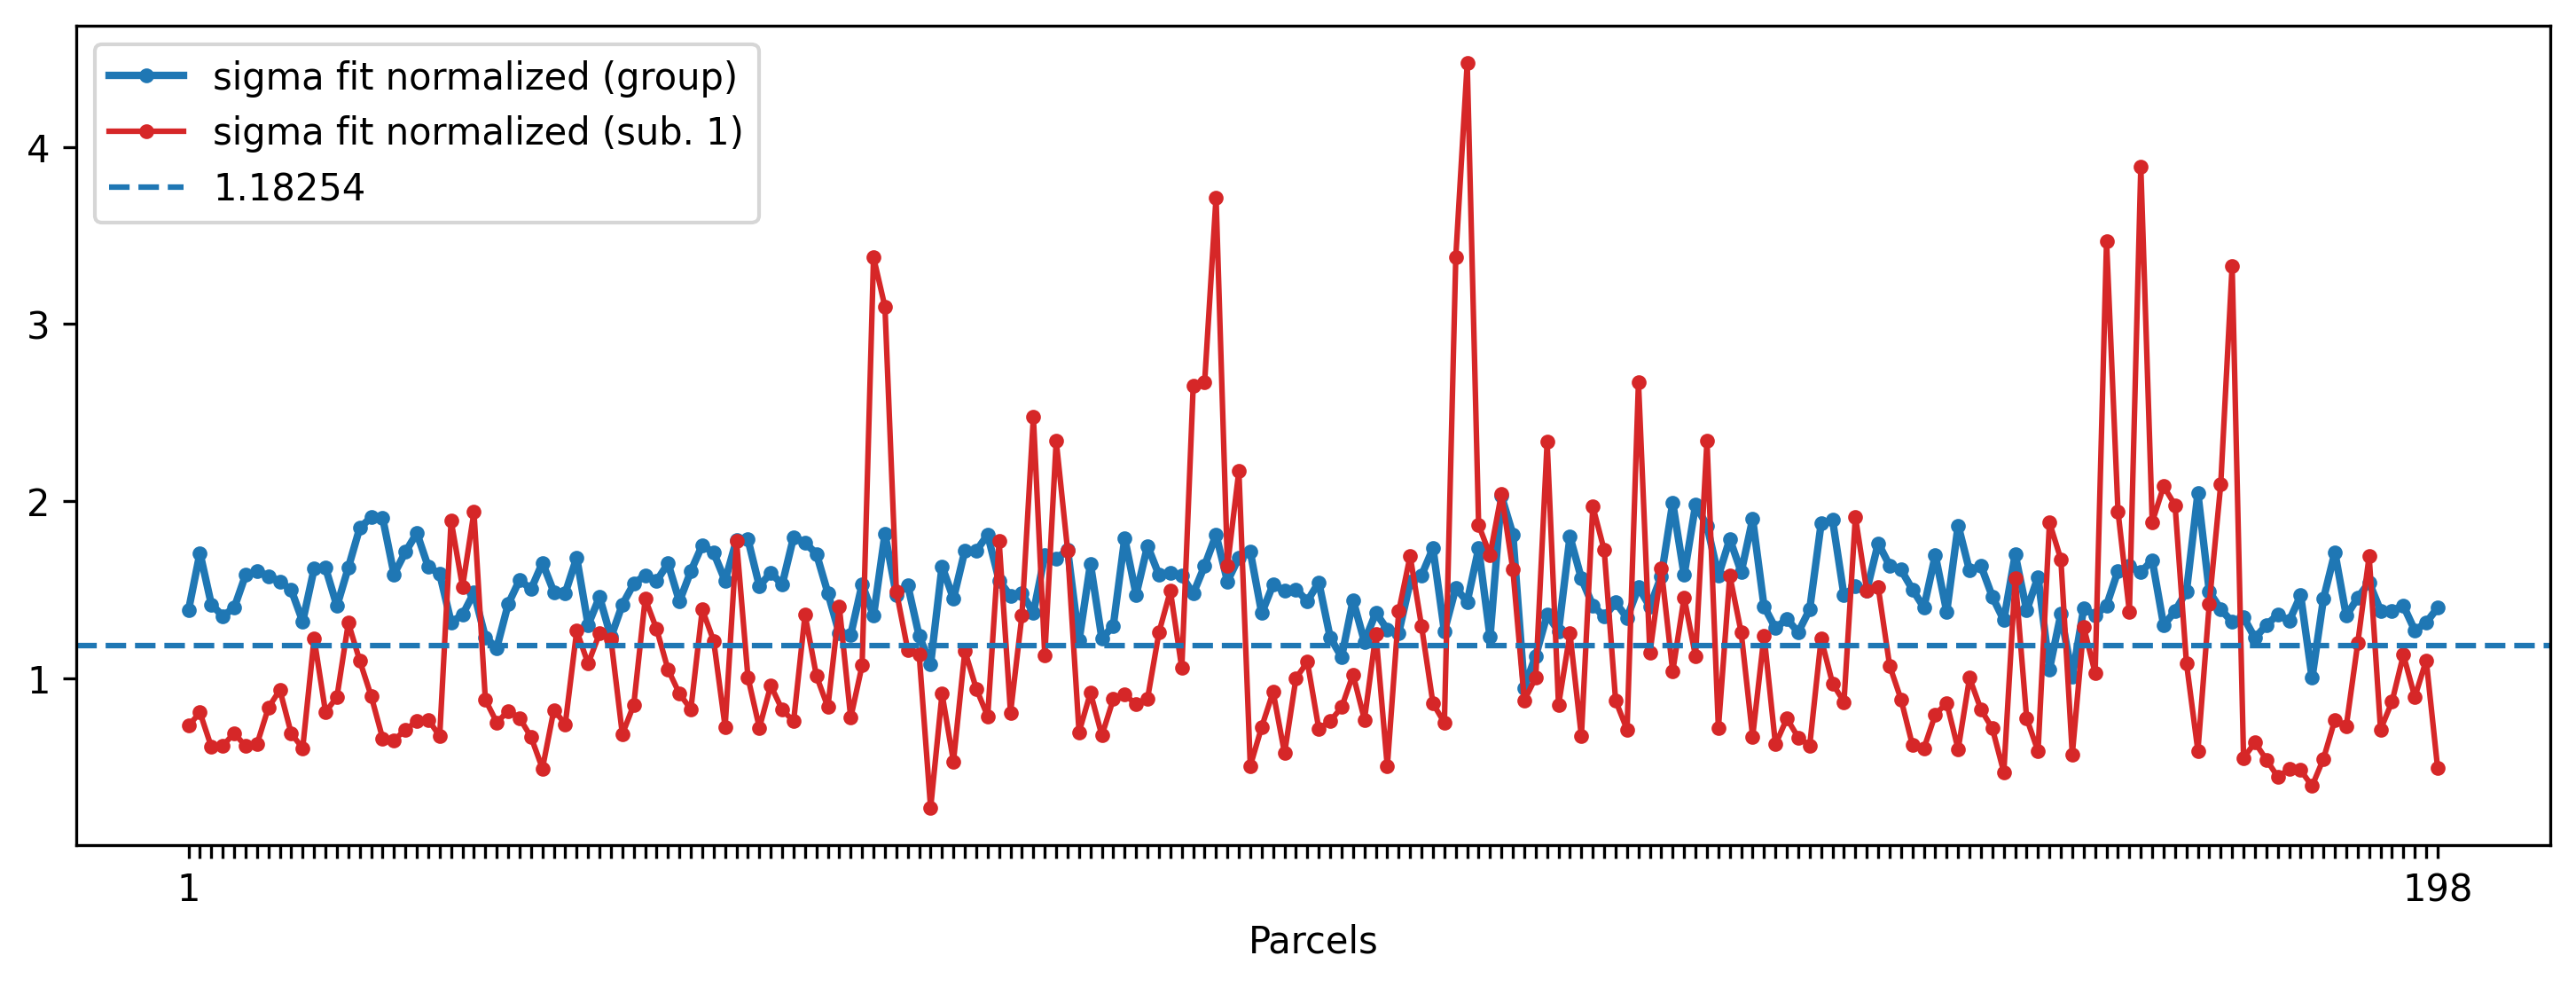 sigma fit normalized (group)
sigma fit normalized (sub. 1)
1.18254
4
3
2
1
1
198
Parcels